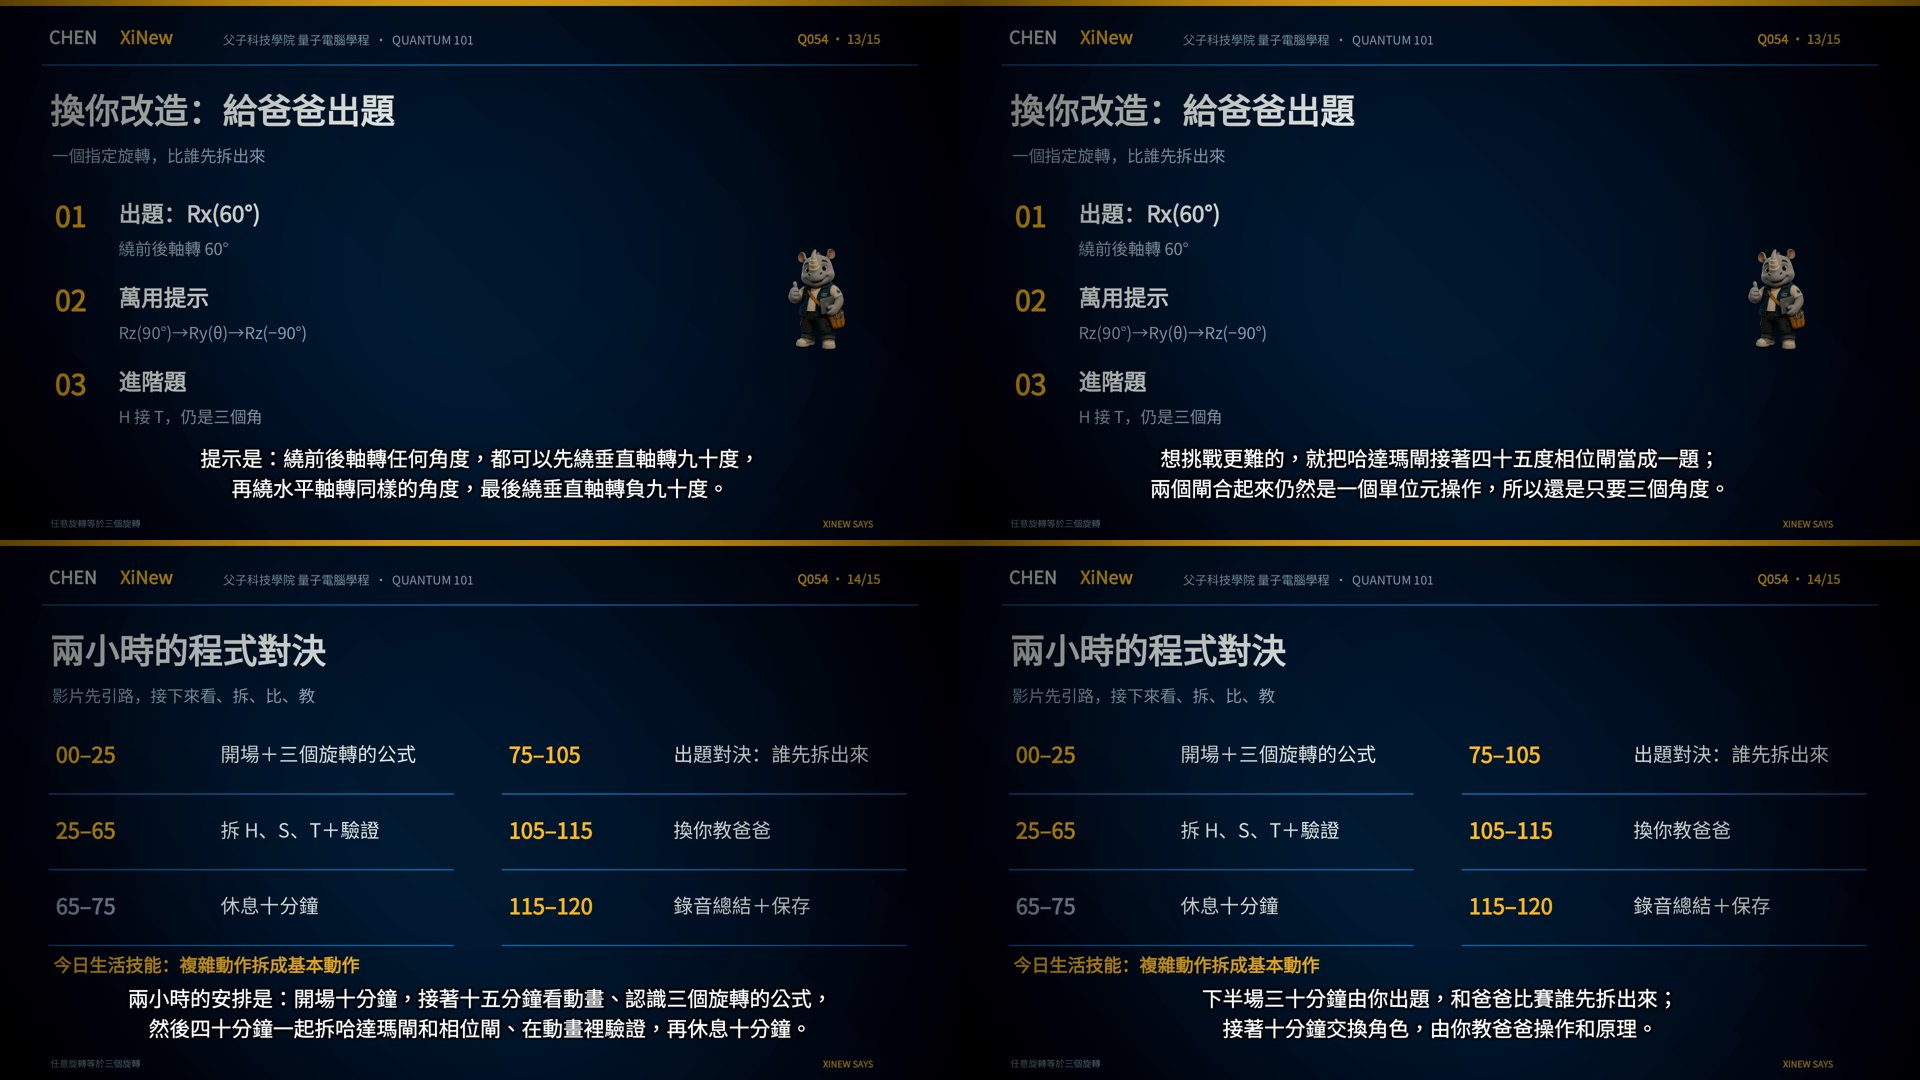 CHEN XiNew 父子科技學院 量子電腦學程 · QUANTUM 101 Q054 · 13/15
換你改造：給爸爸出題
一個指定旋轉，比誰先拆出來
01 出題：Rx(60°)
繞前後軸轉 60°
02 萬用提示
Rz(90°)→Ry(θ)→Rz(−90°)
03 進階題
H 接 T，仍是三個角
提示是：繞前後軸轉任何角度，都可以先繞垂直軸轉九十度，
再繞水平軸轉同樣的角度，最後繞垂直軸轉負九十度。
任意旋轉等於三個旋轉 XINEW SAYS
CHEN XiNew 父子科技學院 量子電腦學程 · QUANTUM 101 Q054 · 13/15
換你改造：給爸爸出題
一個指定旋轉，比誰先拆出來
01 出題：Rx(60°)
繞前後軸轉 60°
02 萬用提示
Rz(90°)→Ry(θ)→Rz(−90°)
03 進階題
H 接 T，仍是三個角
想挑戰更難的，就把哈達瑪閘接著四十五度相位閘當成一題；
兩個閘合起來仍然是一個單位元操作，所以還是只要三個角度。
任意旋轉等於三個旋轉 XINEW SAYS
CHEN XiNew 父子科技學院 量子電腦學程 · QUANTUM 101 Q054 · 14/15
兩小時的程式對決
影片先引路，接下來看、拆、比、教
00–25 開場＋三個旋轉的公式 75–105 出題對決：誰先拆出來
25–65 拆 H、S、T＋驗證 105–115 換你教爸爸
65–75 休息十分鐘 115–120 錄音總結＋保存
今日生活技能：複雜動作拆成基本動作
兩小時的安排是：開場十分鐘，接著十五分鐘看動畫、認識三個旋轉的公式，
然後四十分鐘一起拆哈達瑪閘和相位閘、在動畫裡驗證，再休息十分鐘。
任意旋轉等於三個旋轉 XINEW SAYS
CHEN XiNew 父子科技學院 量子電腦學程 · QUANTUM 101 Q054 · 14/15
兩小時的程式對決
影片先引路，接下來看、拆、比、教
00–25 開場＋三個旋轉的公式 75–105 出題對決：誰先拆出來
25–65 拆 H、S、T＋驗證 105–115 換你教爸爸
65–75 休息十分鐘 115–120 錄音總結＋保存
今日生活技能：複雜動作拆成基本動作
下半場三十分鐘由你出題，和爸爸比賽誰先拆出來；
接著十分鐘交換角色，由你教爸爸操作和原理。
任意旋轉等於三個旋轉 XINEW SAYS